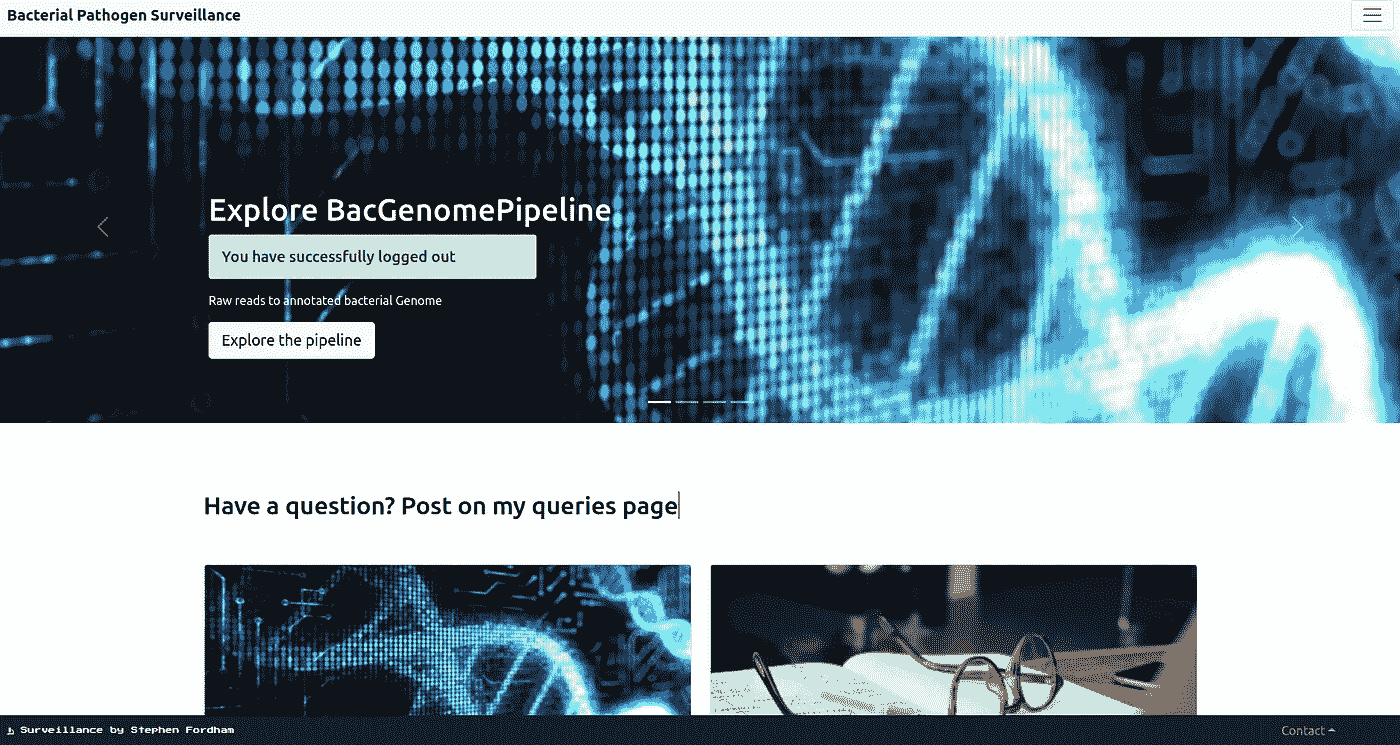 Bacterial Pathogen Surveillance
Explore BacGenomePipeline
You have successfully logged out
Raw reads to annotated bacterial Genome
Explore the pipeline
Have a question? Post on my queries page
Surveillance by Stephen Fordham
Contact